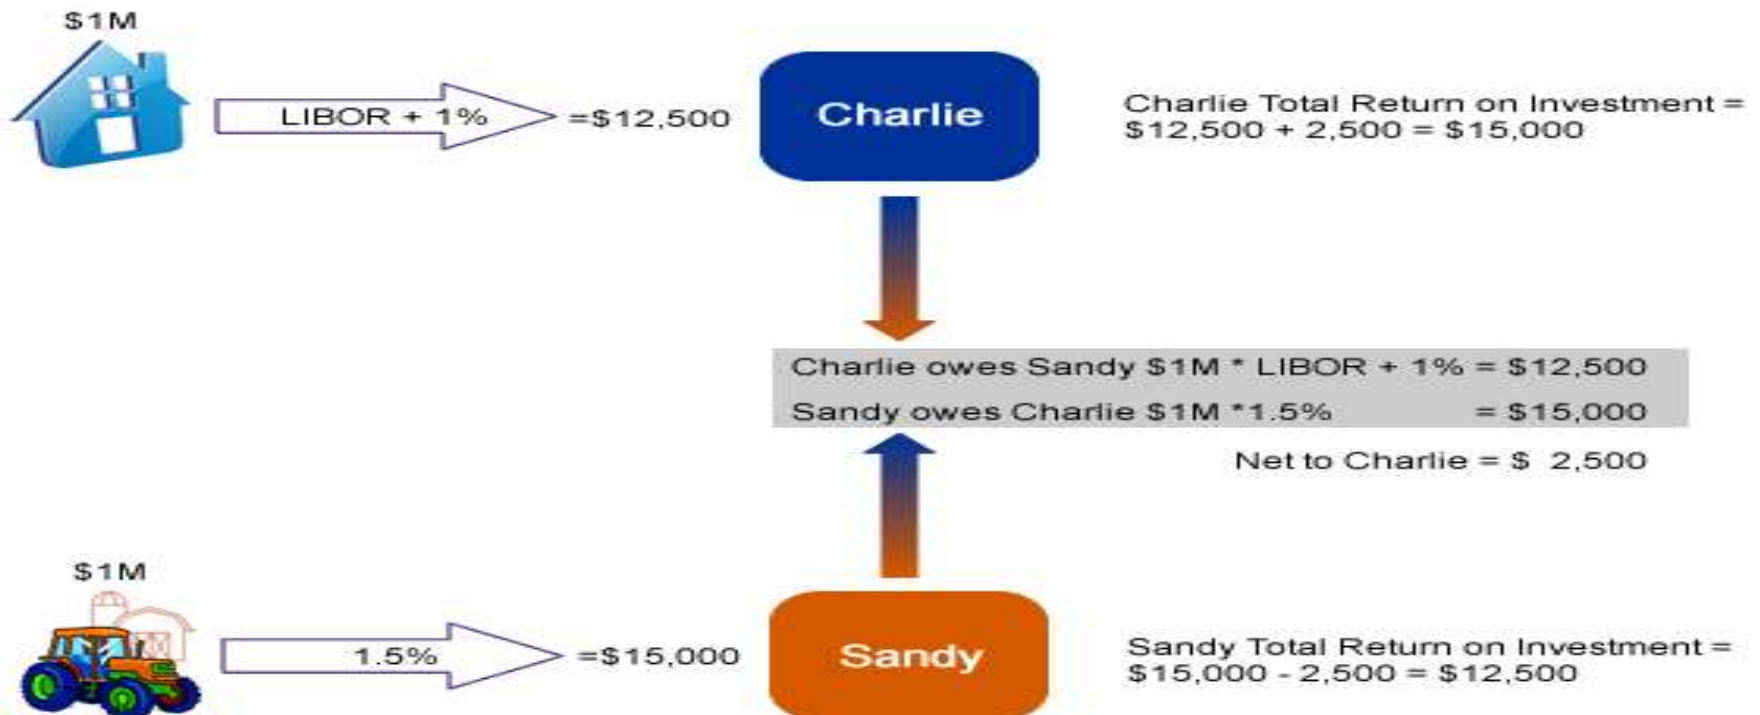 $1M
LIBOR + 1%
=$12,500
Charlie
Charlie Total Return on Investment =
$12,500 + 2,500 = $15,000
Charlie owes Sandy $1M * LIBOR + 1% = $12,500
Sandy owes Charlie $1M *1.5% = $15,000
Net to Charlie = $ 2,500
$1M
1.5%
=$15,000
Sandy
Sandy Total Return on Investment =
$15,000 - 2,500 = $12,500